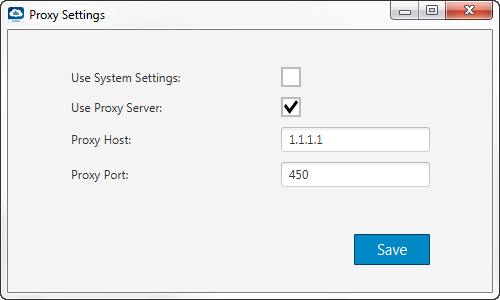 Proxy Settings
Use System Settings:
Use Proxy Server:
Proxy Host: 1.1.1.1
Proxy Port: 450
Save